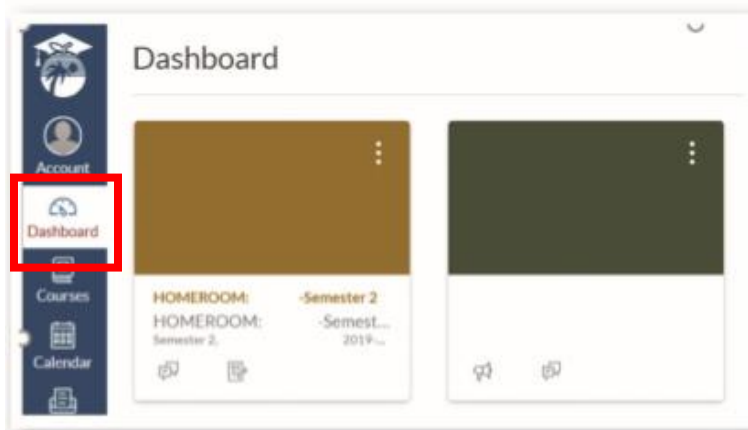 Dashboard
Account
Dashboard
Courses
Calendar
HOMEROOM: -Semester 2
HOMEROOM: -Semest...
Semester 2, 2019-...